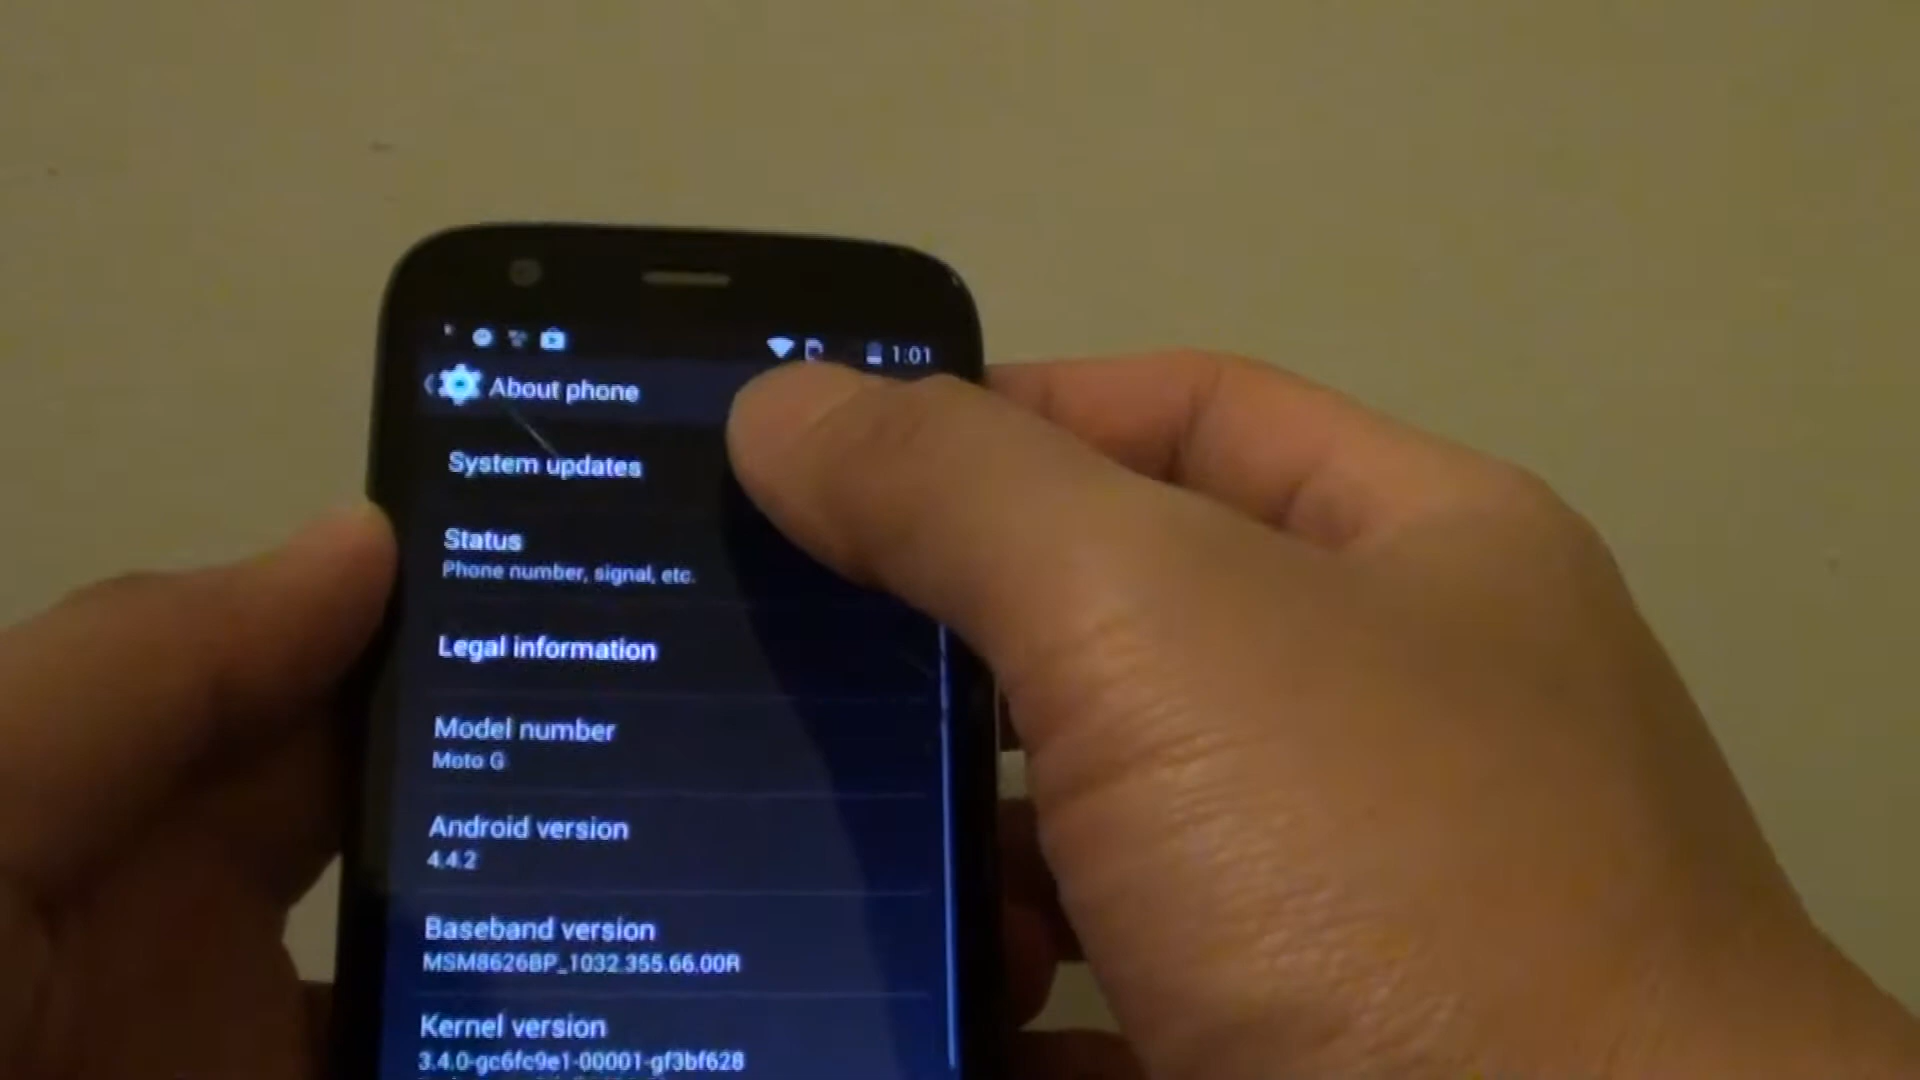 1:01
About phone
System updates
Status
Phone number, signal, etc.
Legal information
Model number
Moto G
Android version
4.4.2
Baseband version
MSM8626BP_1032.355.66.00R
Kernel version
3.4.0-gc6fc9e1-00001-gf3bf628